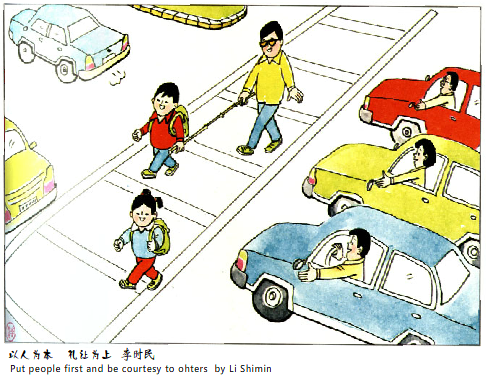 以人为本 礼让为上 李时民
Put people first and be courtesy to ohters by Li Shimin